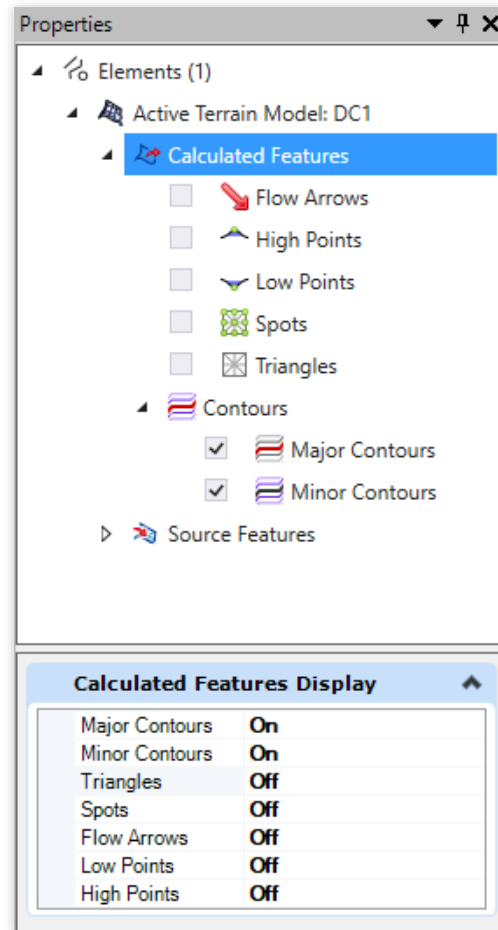 Properties
Elements (1)
Active Terrain Model: DC1
Calculated Features
Flow Arrows
High Points
Low Points
Spots
Triangles
Contours
Major Contours
Minor Contours
Source Features
Calculated Features Display
Major Contours On
Minor Contours On
Triangles Off
Spots Off
Flow Arrows Off
Low Points Off
High Points Off